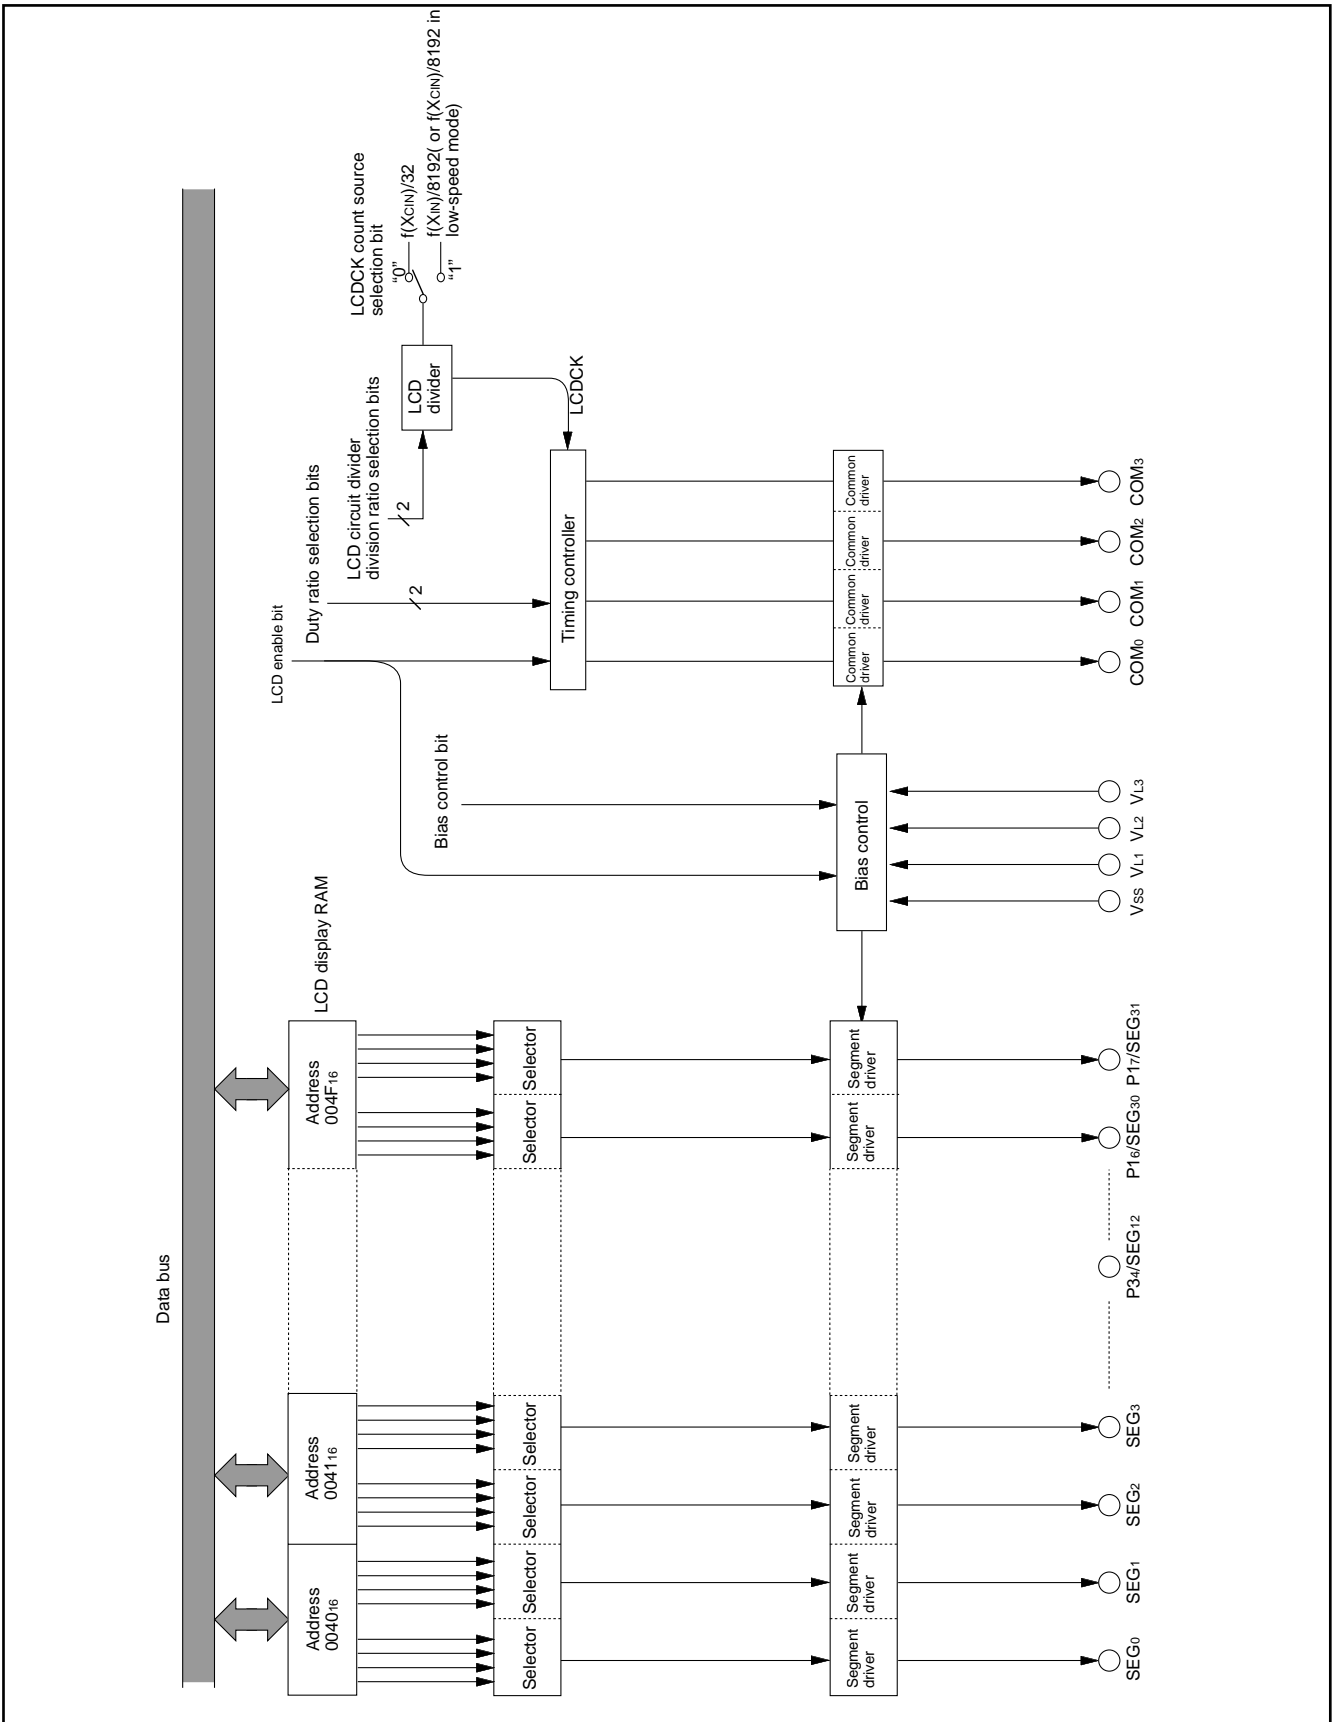 Data bus
LCD enable bit
Duty ratio selection bits
2
LCD circuit divider
division ratio selection bits
2
LCDCK count source
selection bit
“0”
f(XCIN)/32
“1”
f(XIN)/8192( or f(XCIN)/8192 in
low-speed mode)
LCD
divider
LCDCK
Timing controller
Bias control bit
LCD display RAM
Address
004016
Address
004116
Address
004F16
Selector
Selector
Selector
Selector
Selector
Selector
Segment
driver
Segment
driver
Segment
driver
Segment
driver
Segment
driver
Segment
driver
Bias control
Common
driver
Common
driver
Common
driver
Common
driver
SEG0
SEG1
SEG2
SEG3
P34/SEG12
P16/SEG30
P17/SEG31
VSS
VL1
VL2
VL3
COM0
COM1
COM2
COM3